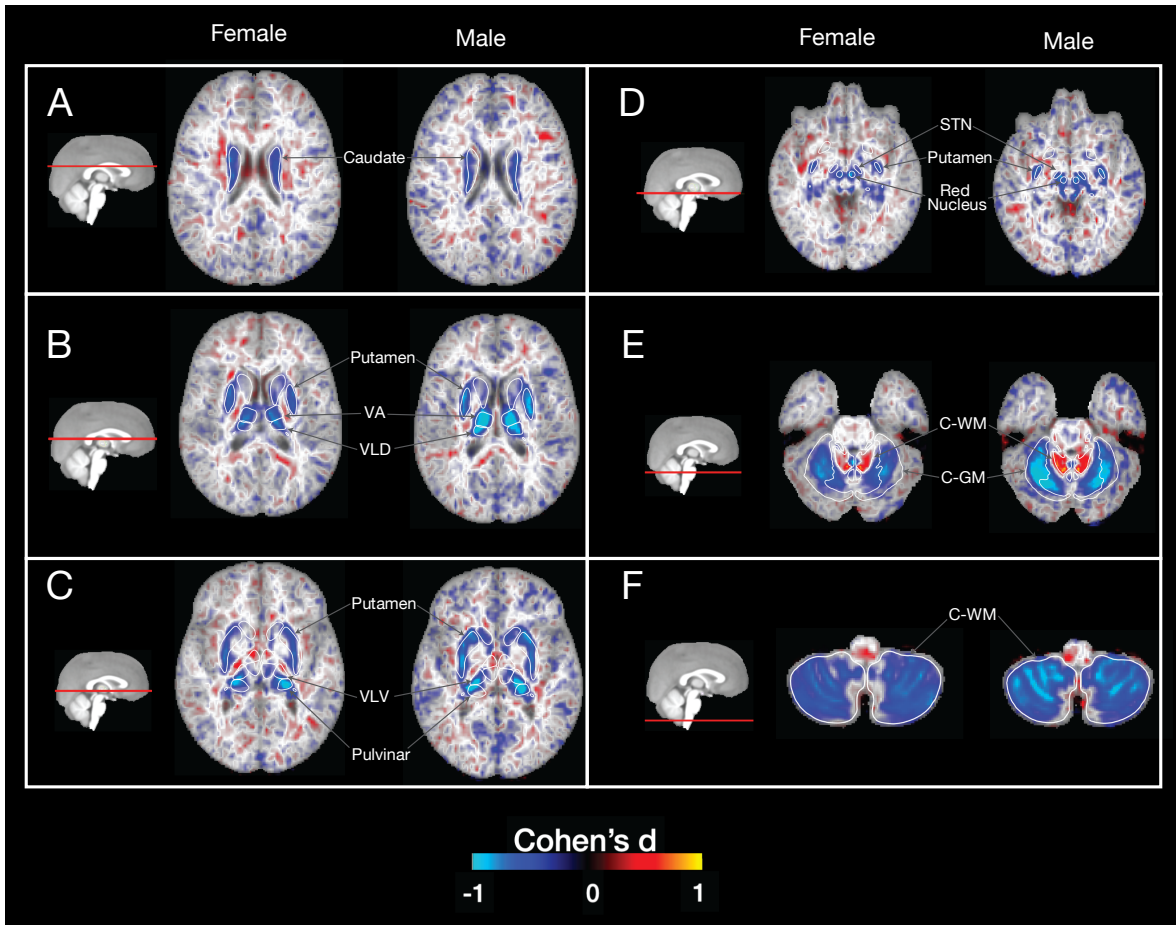 Female
Male
Female
Male
A
Caudate
D
STN
Putamen
Red
Nucleus
B
Putamen
VA
VLD
E
C-WM
C-GM
C
Putamen
VLV
Pulvinar
F
C-WM
Cohen's d
-1
0
1